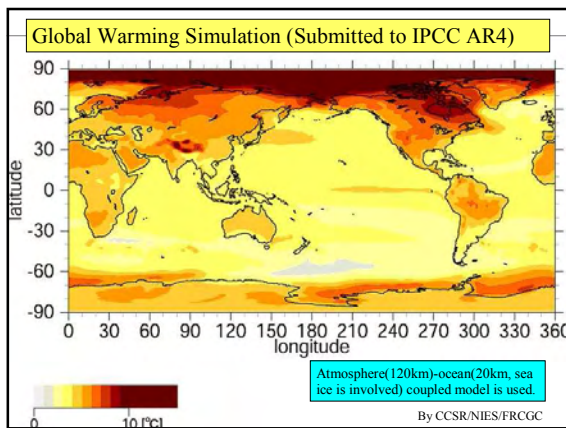 Global Warming Simulation (Submitted to IPCC AR4)
90
60
30
0
-30
-60
-90
latitude
0 30 60 90 120 150 180 210 240 270 300 330 360
longitude
0 10 [°C]
Atmosphere(120km)-ocean(20km, sea
ice is involved) coupled model is used.
By CCSR/NIES/FRCGC